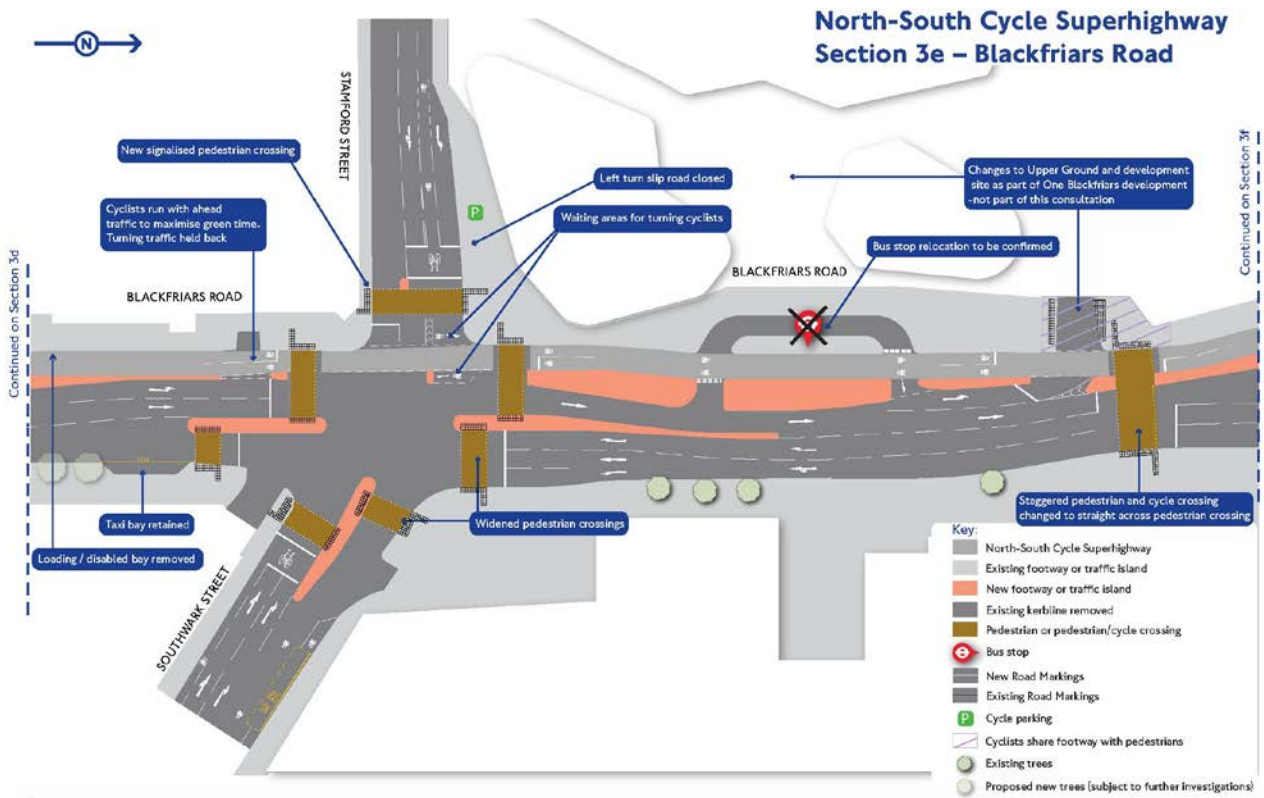 North-South Cycle Superhighway
Section 3e – Blackfriars Road
N
STAMFORD STREET
New signalised pedestrian crossing
Left turn slip road closed
Changes to Upper Ground and development
site as part of One Blackfriars development
-not part of this consultation
Cyclists run with ahead
traffic to maximise green time.
Turning traffic held back
P
Waiting areas for turning cyclists
Bus stop relocation to be confirmed
Continued on Section 3d
Continued on Section 3f
BLACKFRIARS ROAD
BLACKFRIARS ROAD
Taxi bay retained
Widened pedestrian crossings
Staggered pedestrian and cycle crossing
changed to straight across pedestrian crossing
Loading / disabled bay removed
SOUTHWARK STREET
Key:
North-South Cycle Superhighway
Existing footway or traffic island
New footway or traffic island
Existing kerbline removed
Pedestrian or pedestrian/cycle crossing
Bus stop
New Road Markings
Existing Road Markings
P Cycle parking
Cyclists share footway with pedestrians
Existing trees
Proposed new trees (subject to further investigations)